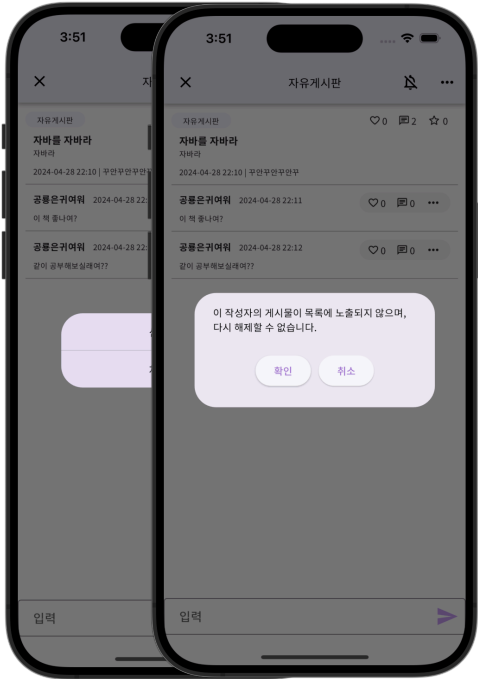 3:51
자
자유게시판
자바를 자바라
자바라
2024-04-28 22:10 | 꾸안꾸안꾸안꾸
공룡은귀여워 2024-04-28 22:
이 책 좋나여?
공룡은귀여워 2024-04-28 22:
같이 공부해보실래여??
입력
3:51
자유게시판
자유게시판
0 2 0
자바를 자바라
자바라
2024-04-28 22:10 | 꾸안꾸안꾸안꾸
공룡은귀여워 2024-04-28 22:11
0 0
이 책 좋나여?
공룡은귀여워 2024-04-28 22:12
0 0
같이 공부해보실래여??
이 작성자의 게시물이 목록에 노출되지 않으며,
다시 해제할 수 없습니다.
확인 취소
입력